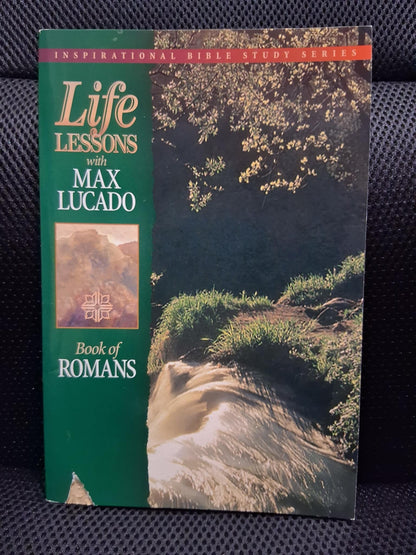 INSPIRATIONAL BIBLE STUDY SERIES
Life
LESSONS
with
MAX
LUCADO
Book of
ROMANS